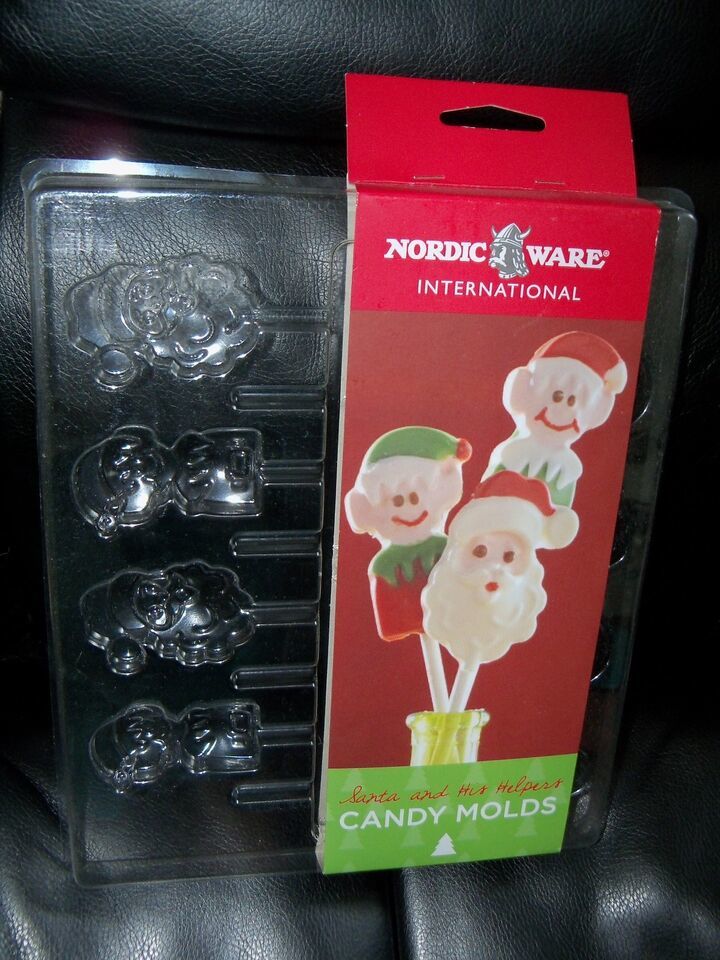 NORDIC WARE®
INTERNATIONAL
Santa and His Helpers
CANDY MOLDS